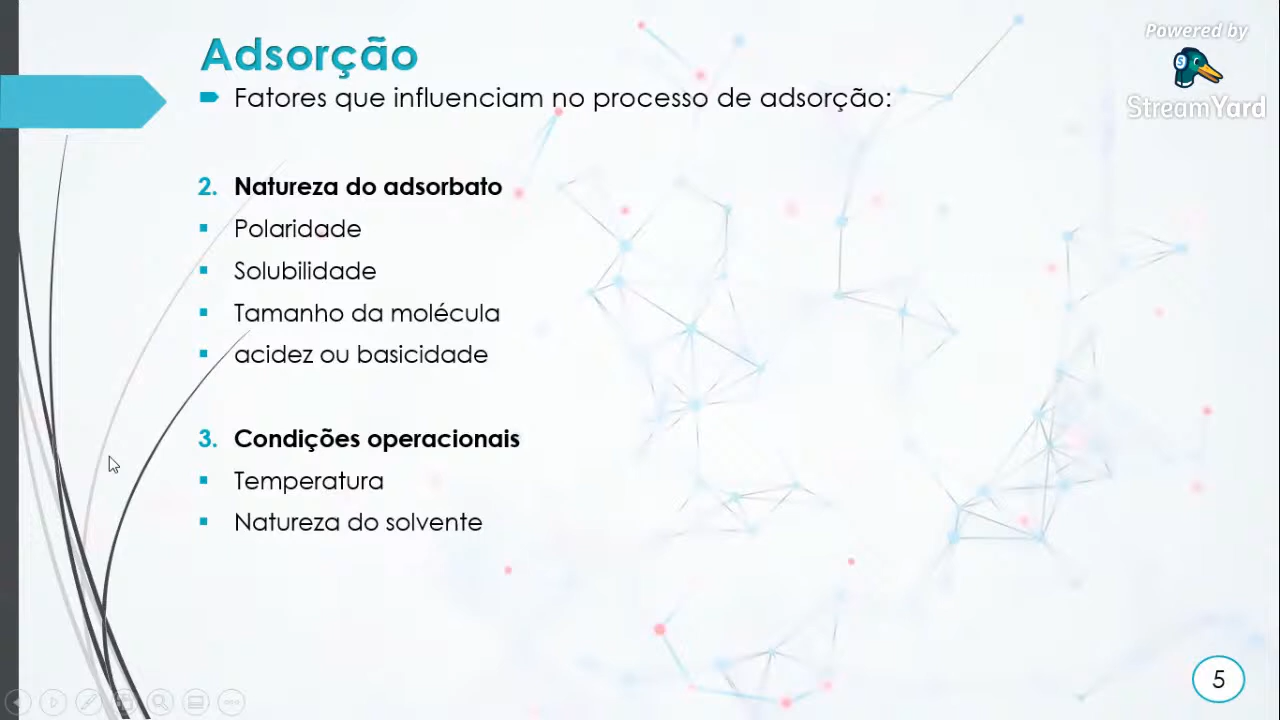 Adsorção
Fatores que influenciam no processo de adsorção:
2. Natureza do adsorbato
Polaridade
Solubilidade
Tamanho da molécula
acidez ou basicidade
3. Condições operacionais
Temperatura
Natureza do solvente
Powered by
S
StreamYard
5